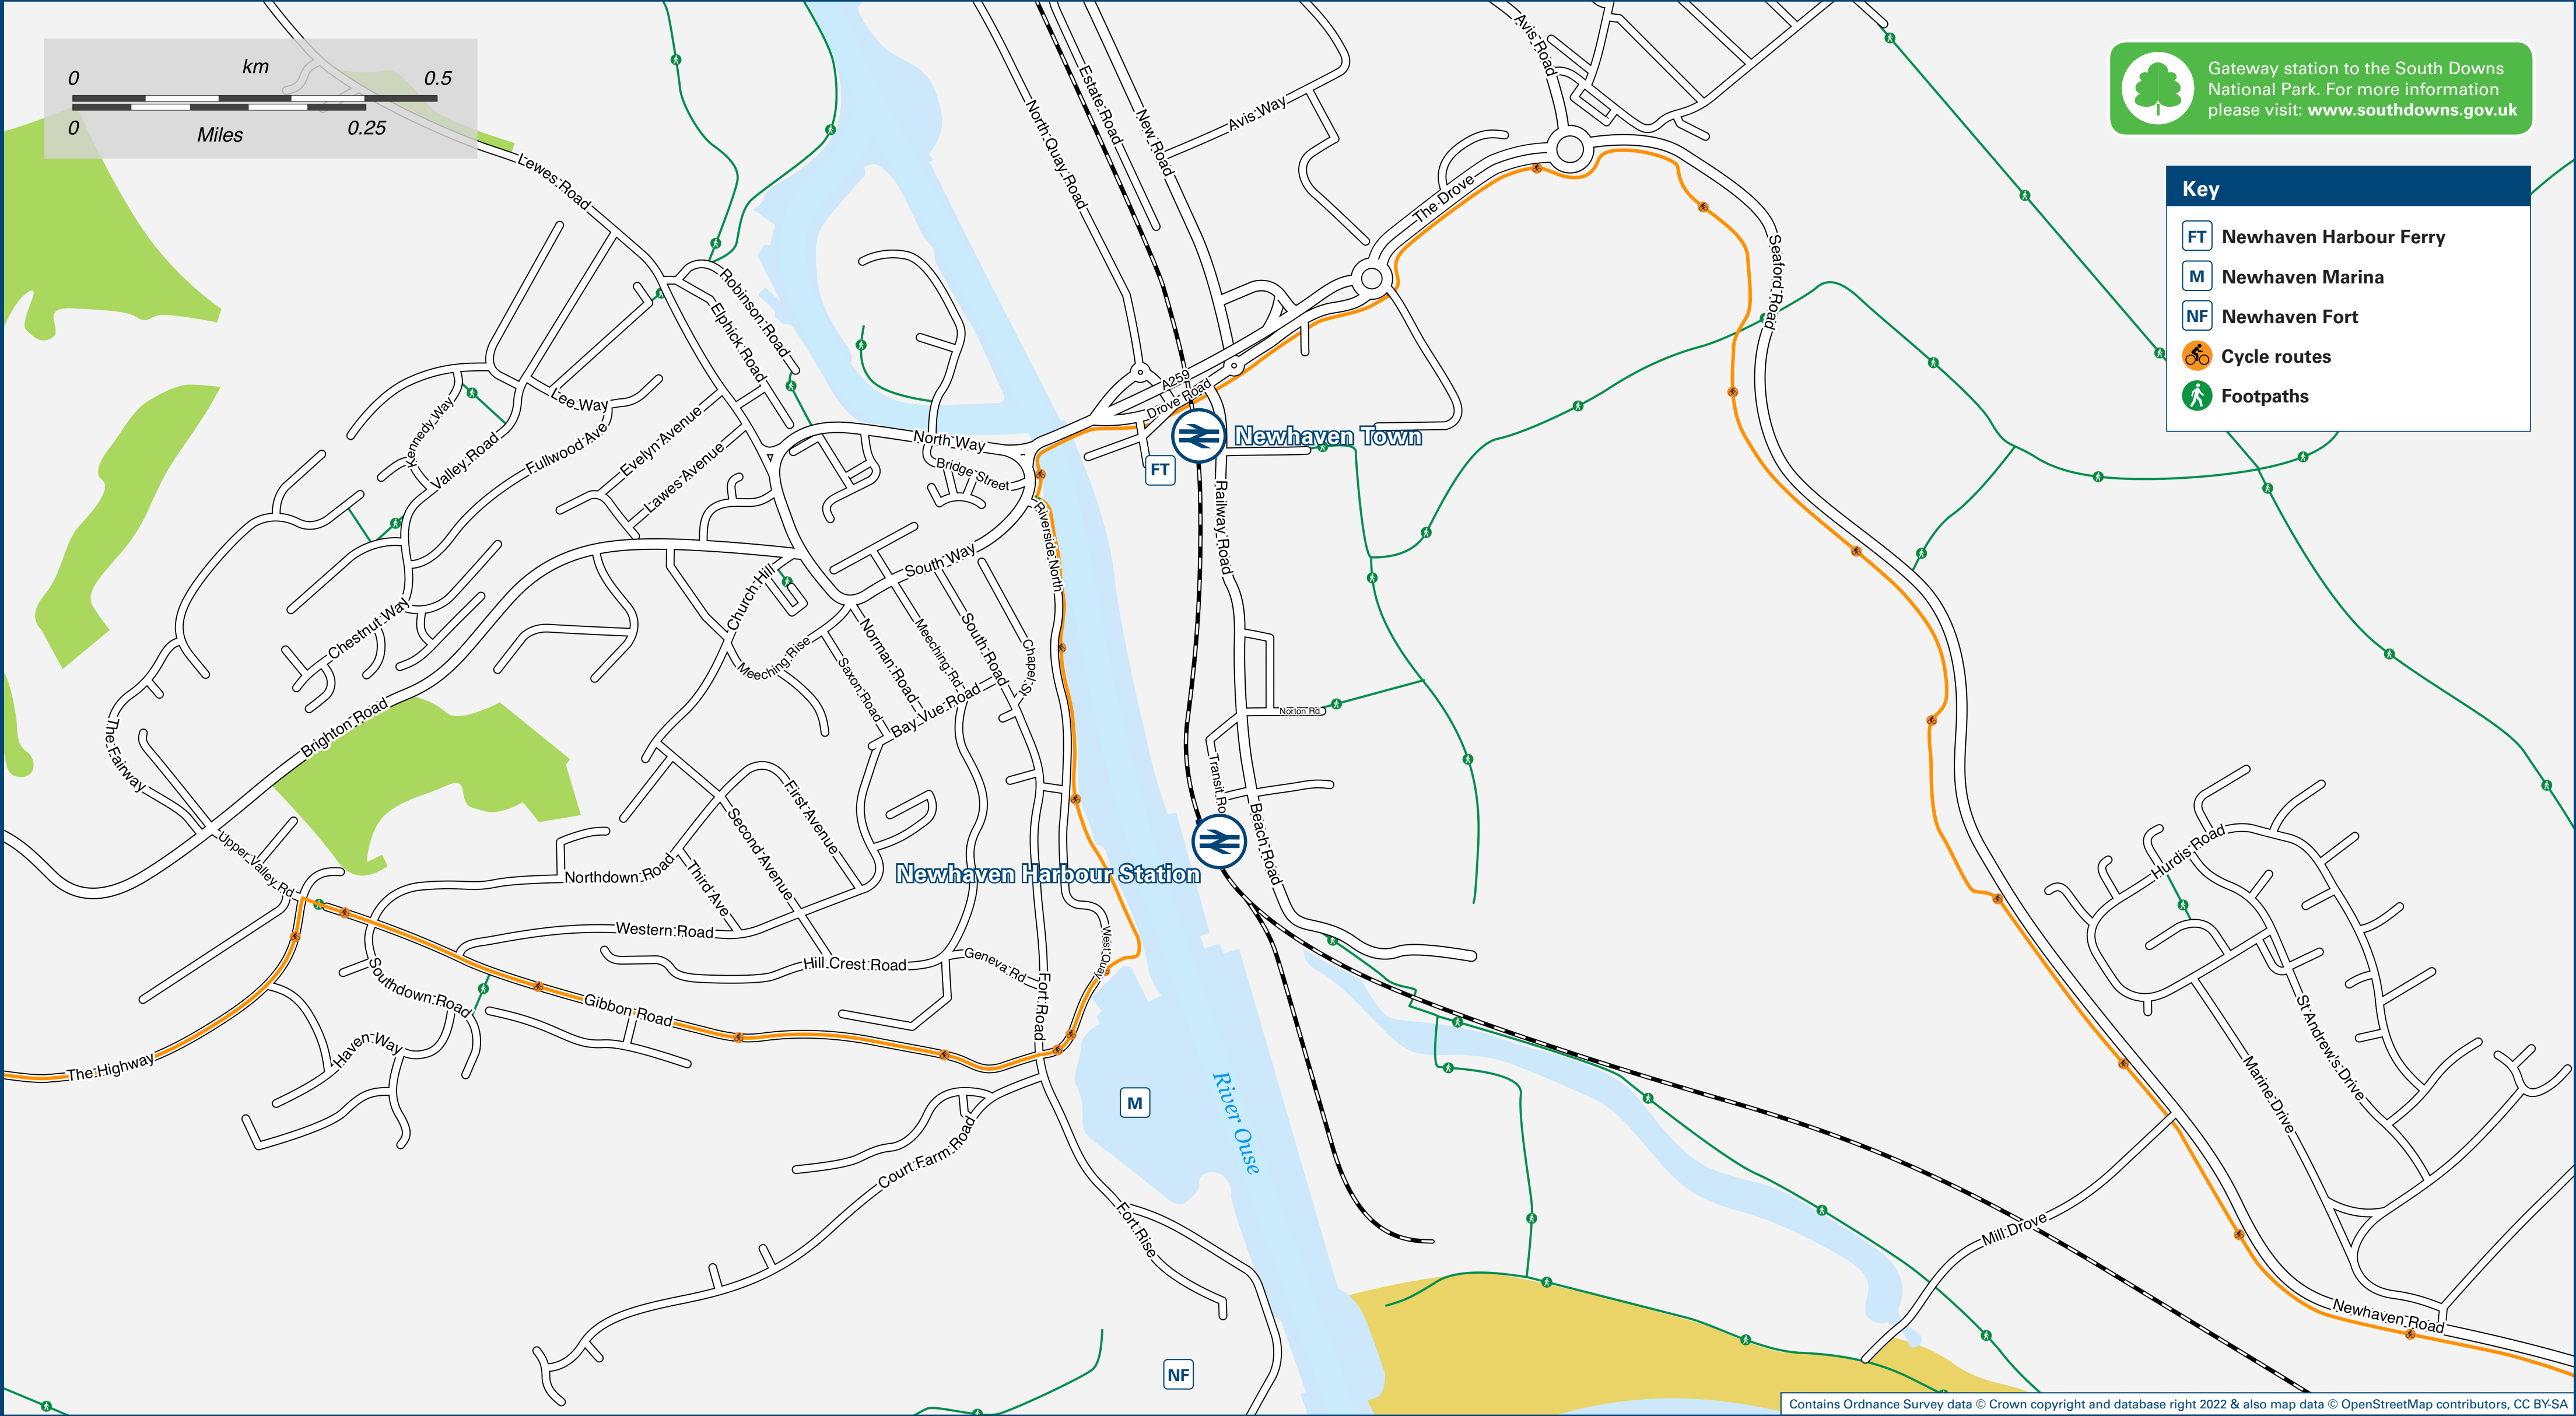 km
0
0.5
0
0.25
Miles
Gateway station to the South Downs
National Park. For more information
please visit: www.southdowns.gov.uk
Key
FT Newhaven Harbour Ferry
M Newhaven Marina
NF Newhaven Fort
Cycle routes
Footpaths
Avis Road
Estate Road
North Quay Road
New Road
Avis Way
Lewes Road
The Drove
Seaford Road
Robinson Road
Elphick Road
A259
Drove Road
Lee Way
Kennedy Way
Fullwood Ave
Evelyn Avenue
Valley Road
Lawes Avenue
North Way
Bridge Street
Newhaven Town
FT
Railway Road
Riverside North
South Way
Church Hill
Chestnut Way
Meeching Rise
Norman Road
Meeching Rd
South Road
Chapel St
Saxon Road
Bay Vue Road
Norton Rd
Brighton Road
The Fairway
Transit Ro
Beach Road
First Avenue
Second Avenue
Third Ave
Upper Valley Rd
Northdown Road
Newhaven Harbour Station
Hurdis Road
Western Road
Hill Crest Road
Geneva Rd
West Quay
Fort Road
Southdown Road
Gibbon Road
Haven Way
The Highway
St Andrew's Drive
Marine Drive
M
River Ouse
Court Farm Road
Fort Rise
Mill Drove
Newhaven Road
NF
Contains Ordnance Survey data © Crown copyright and database right 2022 & also map data © OpenStreetMap contributors, CC BY-SA